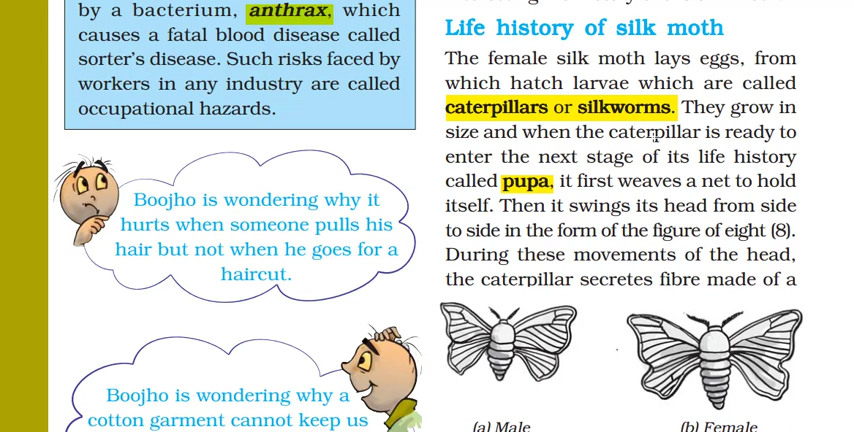 by a bacterium, anthrax, which
causes a fatal blood disease called
sorter's disease. Such risks faced by
workers in any industry are called
occupational hazards.
Boojho is wondering why it
hurts when someone pulls his
hair but not when he goes for a
haircut.
Boojho is wondering why a
cotton garment cannot keep us
Life history of silk moth
The female silk moth lays eggs, from
which hatch larvae which are called
caterpillars or silkworms. They grow in
size and when the caterpillar is ready to
enter the next stage of its life history
called pupa, it first weaves a net to hold
itself. Then it swings its head from side
to side in the form of the figure of eight (8).
During these movements of the head,
the caterpillar secretes fibre made of a
(a) Male
(b) Female